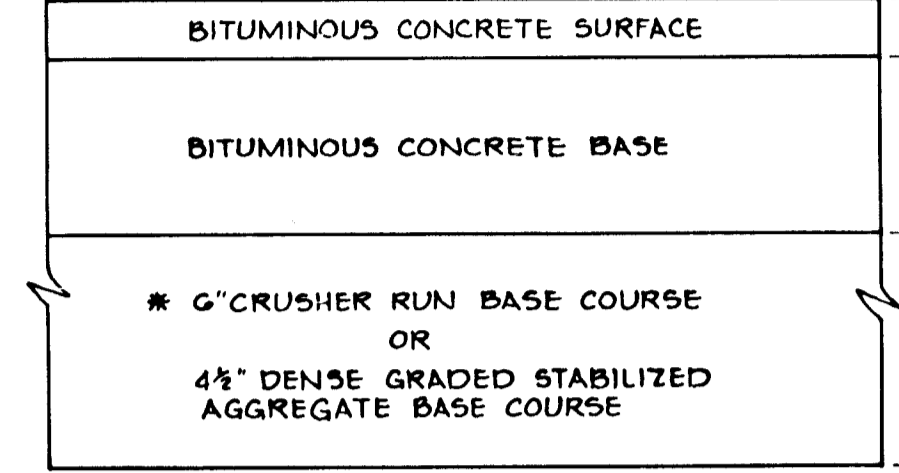 BITUMINOUS CONCRETE SURFACE
BITUMINOUS CONCRETE BASE
* 6" CRUSHER RUN BASE COURSE
OR
4½" DENSE GRADED STABILIZED
AGGREGATE BASE COURSE